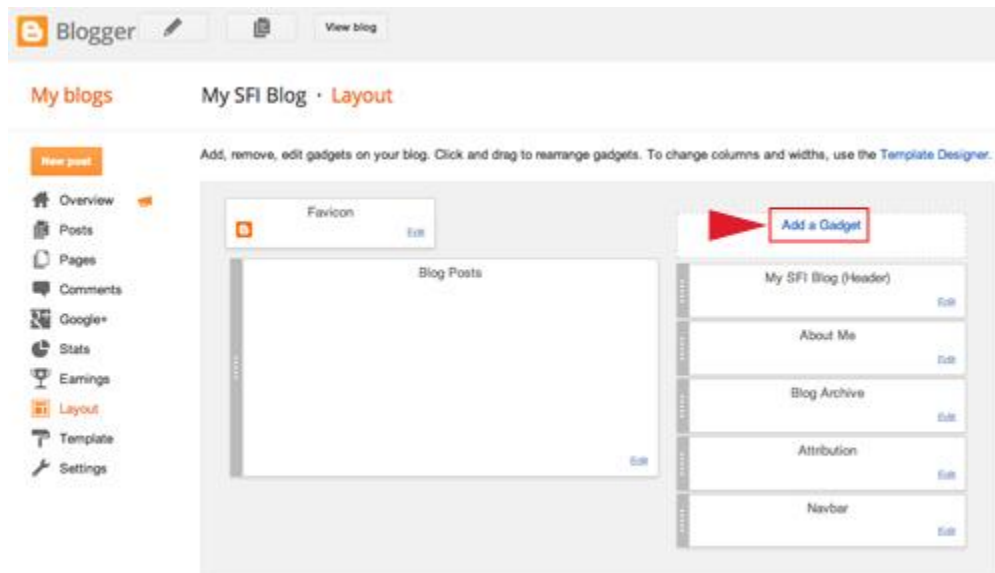 Blogger
View blog
My blogs
My SFI Blog · Layout
New post
Add, remove, edit gadgets on your blog. Click and drag to rearrange gadgets. To change columns and widths, use the Template Designer.
Overview
Posts
Pages
Comments
Google+
Stats
Earnings
Layout
Template
Settings
Favicon
Edit
Blog Posts
Edit
Add a Gadget
My SFI Blog (Header)
Edit
About Me
Edit
Blog Archive
Edit
Attribution
Edit
Navbar
Edit